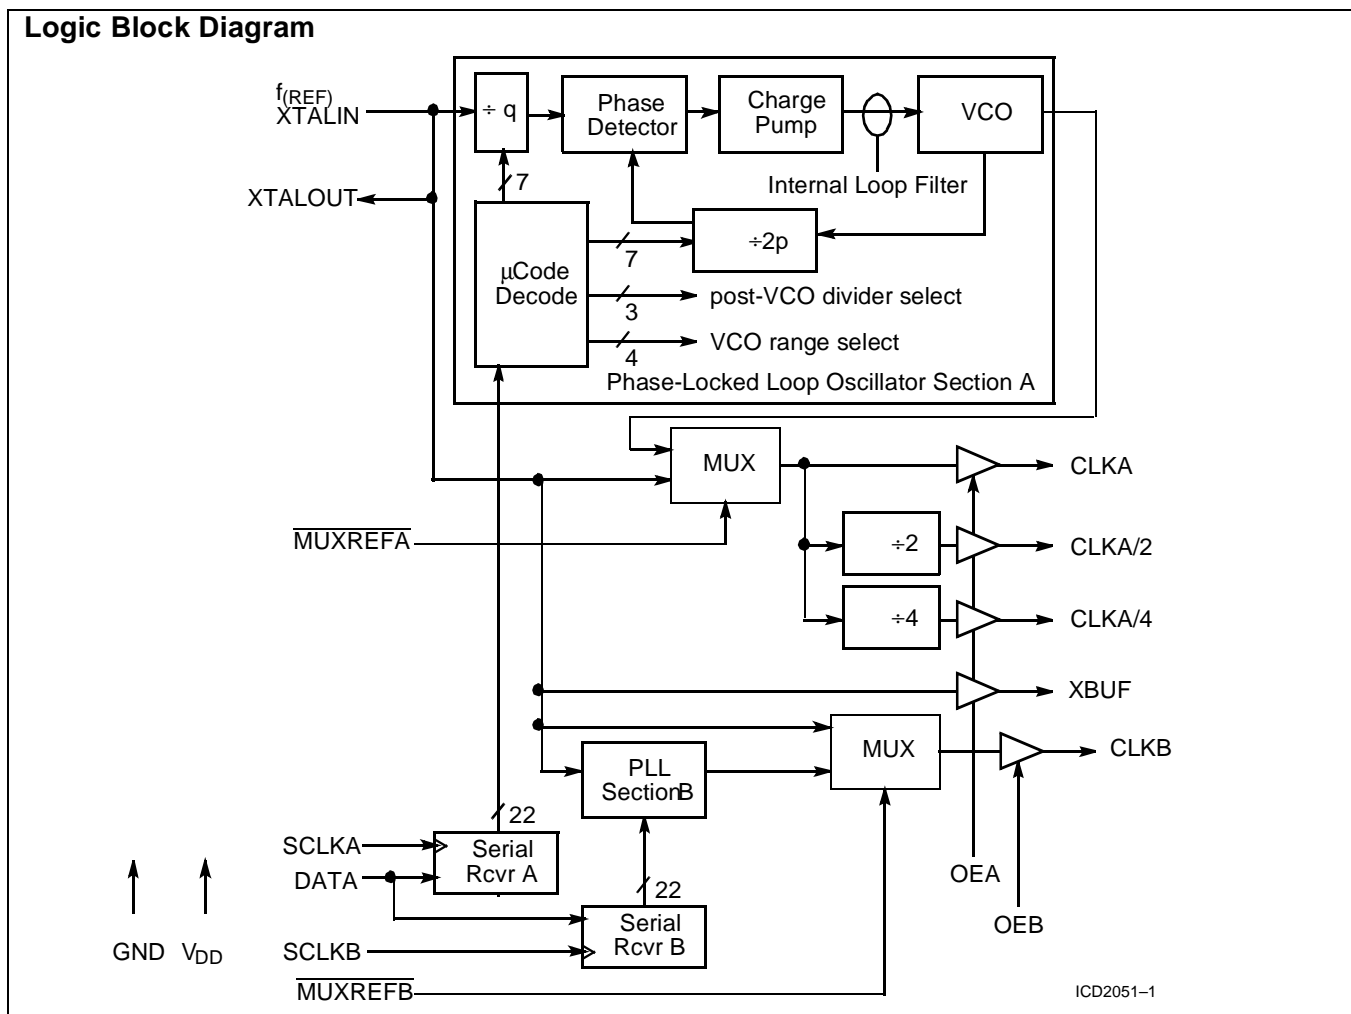 Logic Block Diagram
f(REF)
XTALIN
÷ q
Phase
Detector
Charge
Pump
VCO
7
Internal Loop Filter
XTALOUT
÷2p
7
μCode
Decode
post-VCO divider select
3
VCO range select
4
Phase-Locked Loop Oscillator Section A
MUX
CLKA
MUXREFA
÷2
CLKA/2
÷4
CLKA/4
XBUF
MUX
CLKB
PLL
SectionB
22
SCLKA
Serial
Rcvr A
DATA
OEA
22
OEB
Serial
Rcvr B
GND
VDD
SCLKB
MUXREFB
ICD2051–1